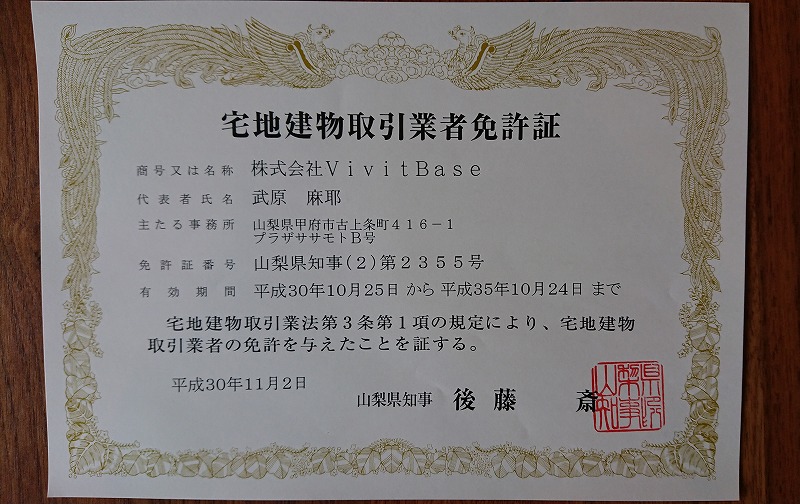 宅地建物取引業者免許証
商号又は名称 株式会社ＶｉｖｉｔＢａｓｅ
代表者氏名 武原 麻耶
主たる事務所 山梨県甲府市古上条町４１６－１
プラザササモトＢ号
免許証番号 山梨県知事（２）第２３５５号
有効期間 平成30年10月25日 から 平成35年10月24日 まで
宅地建物取引業法第３条第１項の規定により、宅地建物
取引業者の免許を与えたことを証する。
平成30年11月２日
山梨県知事 後藤 斎
山梨県知事印